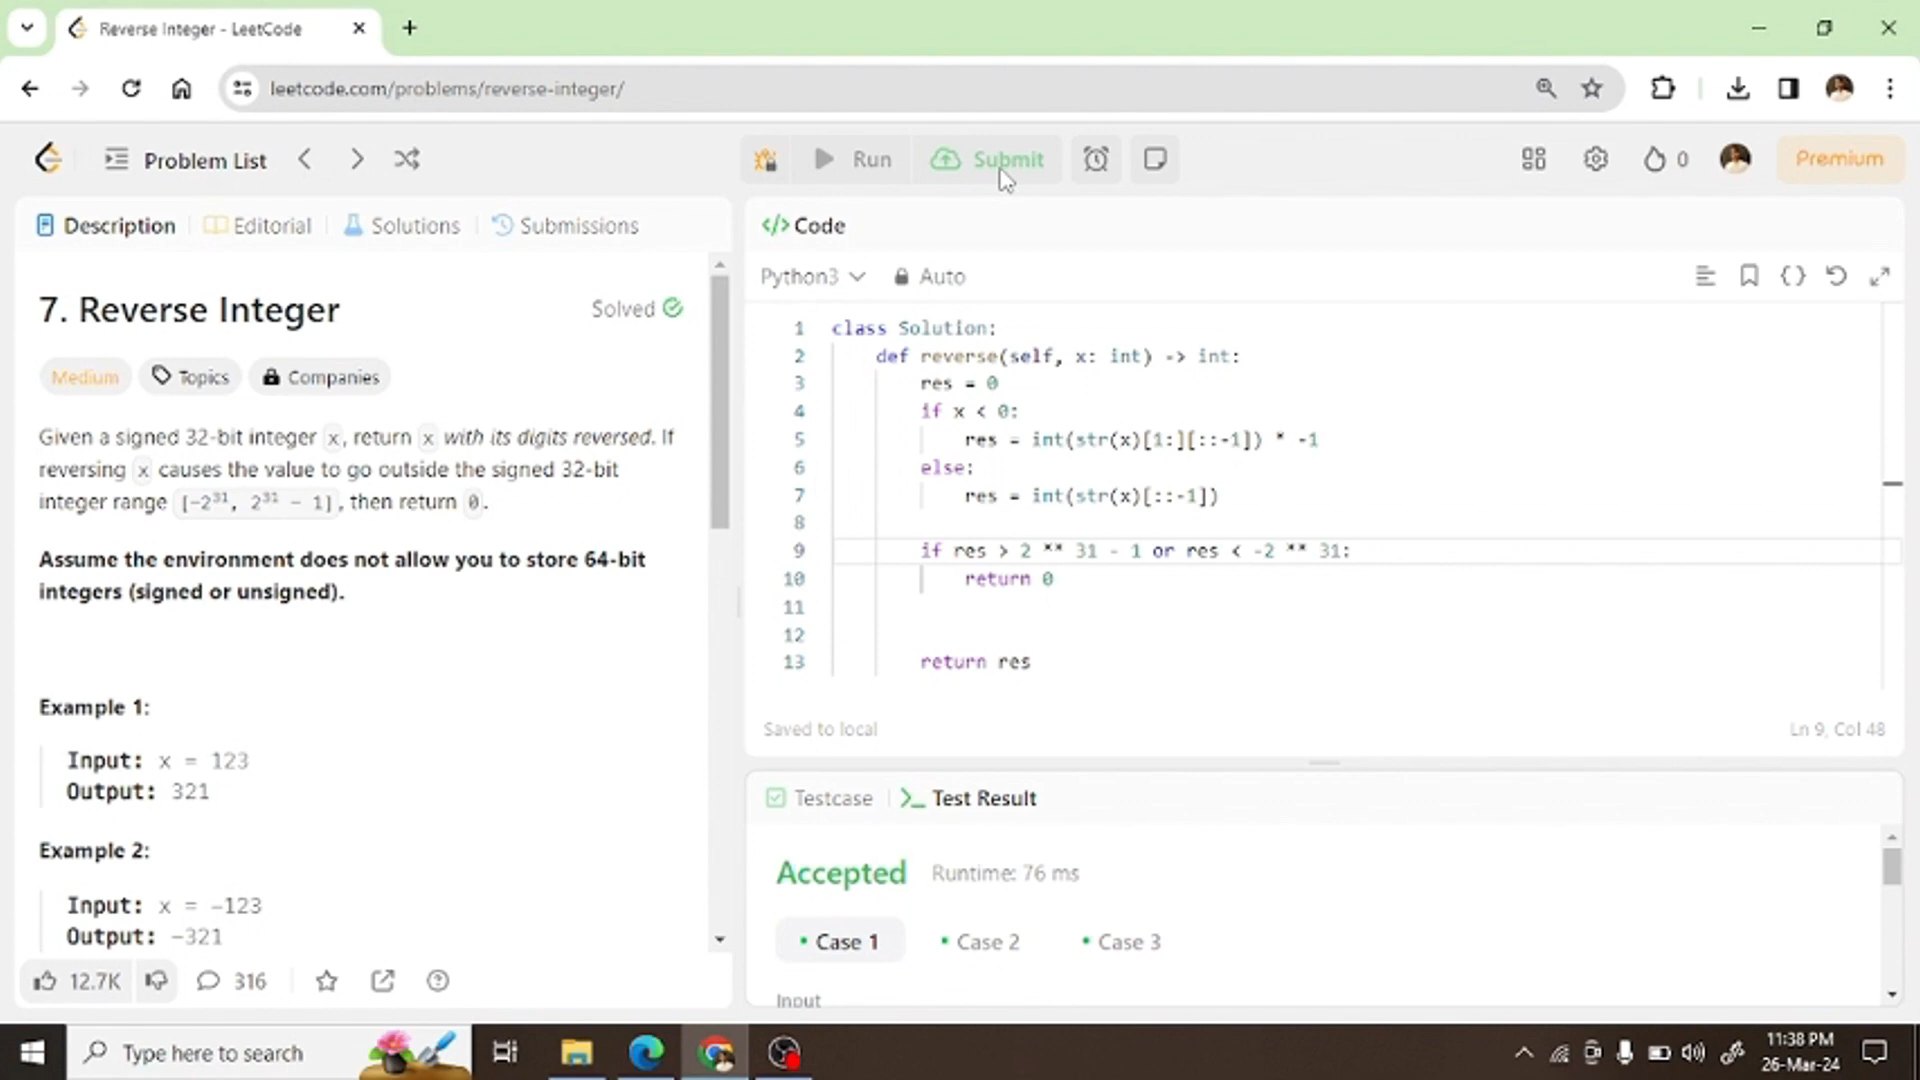 Reverse Integer - LeetCode
leetcode.com/problems/reverse-integer/
Problem List
Run
Submit
0
Premium
Description
Editorial
Solutions
Submissions
</> Code
Python3
Auto
7. Reverse Integer
Solved
Medium
Topics
Companies
Given a signed 32-bit integer x, return x with its digits reversed. If
reversing x causes the value to go outside the signed 32-bit
integer range [-2³¹, 2³¹ - 1], then return 0.
Assume the environment does not allow you to store 64-bit
integers (signed or unsigned).
Example 1:
Input: x = 123
Output: 321
Example 2:
Input: x = -123
Output: -321
12.7K
316
1 class Solution:
2 def reverse(self, x: int) -> int:
3 res = 0
4 if x < 0:
5 res = int(str(x)[1:][::-1]) * -1
6 else:
7 res = int(str(x)[::-1])
8
9 if res > 2 ** 31 - 1 or res < -2 ** 31:
10 return 0
11
12
13 return res
Saved to local
Ln 9, Col 48
Testcase
>_ Test Result
Accepted
Runtime: 76 ms
• Case 1
• Case 2
• Case 3
Input
Type here to search
11:38 PM
26-Mar-24